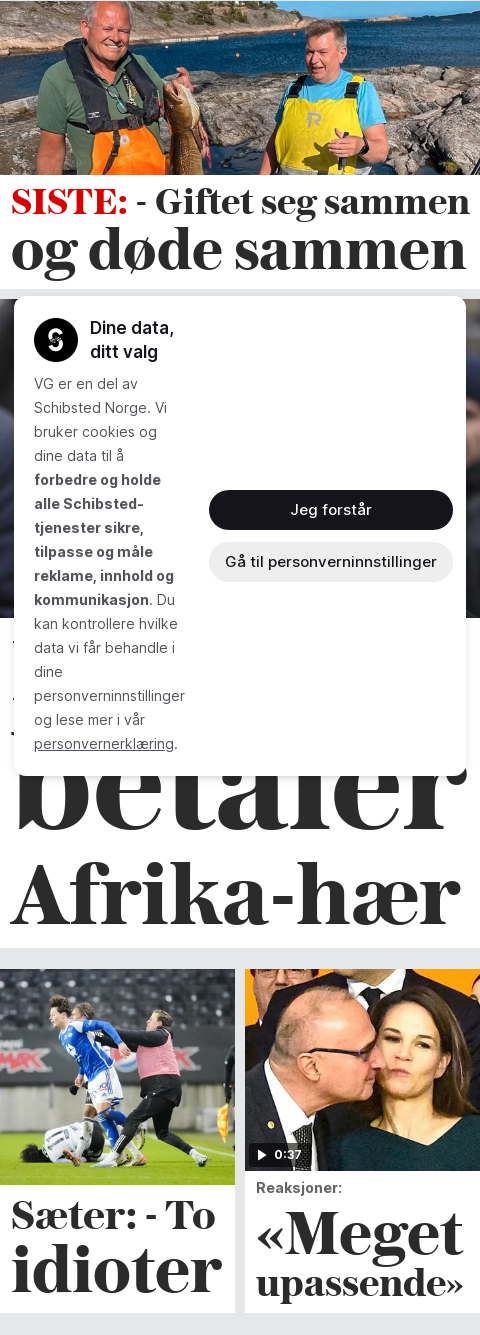 SISTE: - Giftet seg sammen
og døde sammen
Dine data,
ditt valg
VG er en del av
Schibsted Norge. Vi
bruker cookies og
dine data til å
forbedre og holde
alle Schibsted-
tjenester sikre,
tilpasse og måle
reklame, innhold og
kommunikasjon. Du
kan kontrollere hvilke
data vi får behandle i
dine
personverninnstillinger
og lese mer i vår
personvernerklæring.
Jeg forstår
Gå til personverninnstillinger
betaler
Afrika-hær
Sæter: - To
idioter
0:37
Reaksjoner:
«Meget
upassende»